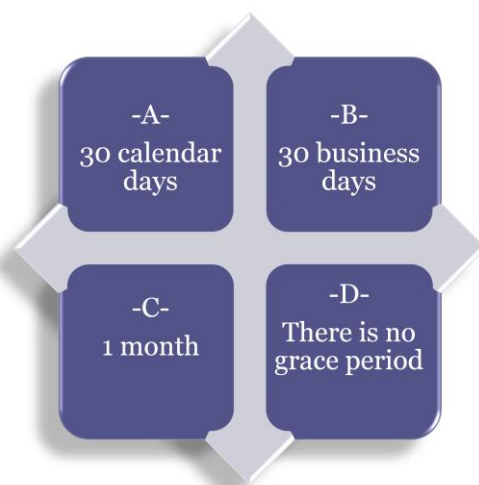 -A-
30 calendar
days
-B-
30 business
days
-C-
1 month
-D-
There is no
grace period